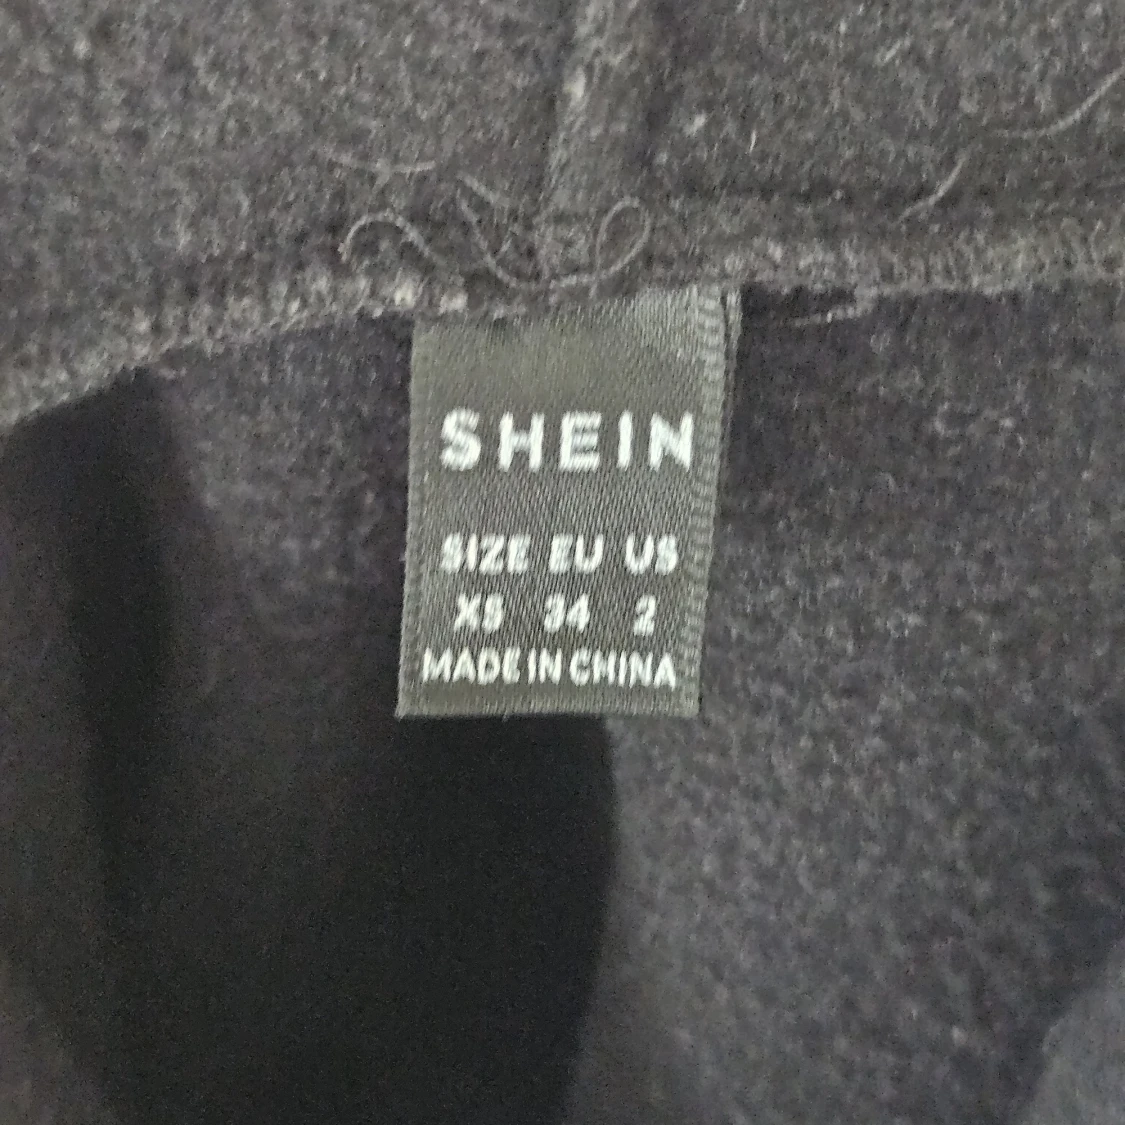 SHEIN
SIZE EU US
XS 34 2
MADE IN CHINA